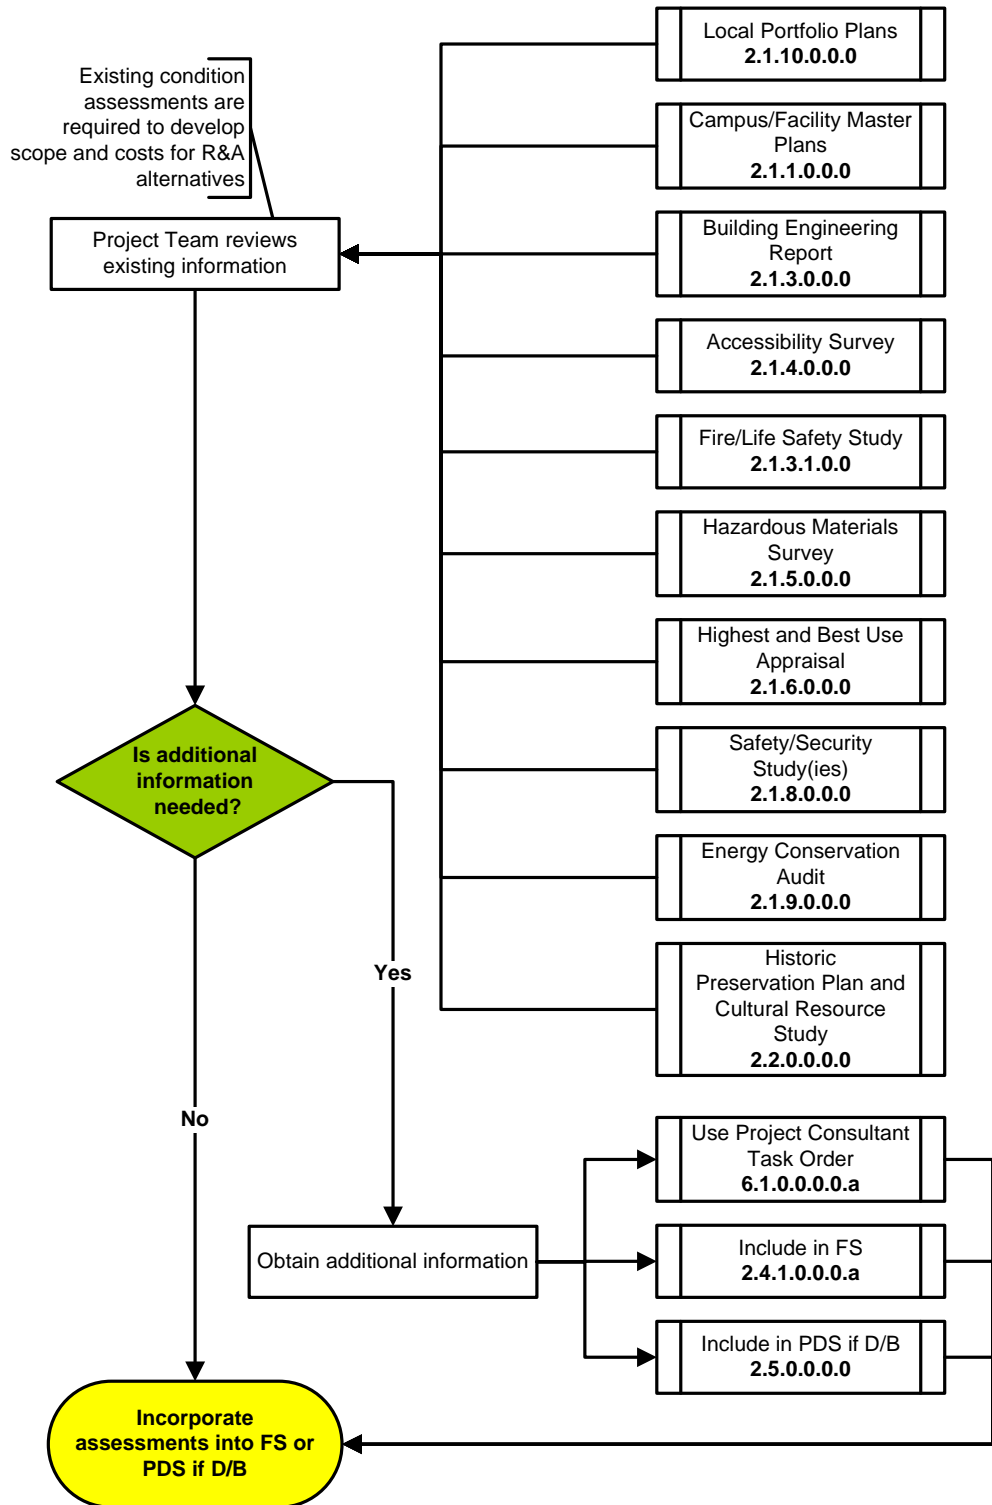 Existing condition
assessments are
required to develop
scope and costs for R&A
alternatives
Project Team reviews
existing information
Local Portfolio Plans
2.1.10.0.0.0
Campus/Facility Master
Plans
2.1.1.0.0.0
Building Engineering
Report
2.1.3.0.0.0
Accessibility Survey
2.1.4.0.0.0
Fire/Life Safety Study
2.1.3.1.0.0
Hazardous Materials
Survey
2.1.5.0.0.0
Highest and Best Use
Appraisal
2.1.6.0.0.0
Safety/Security
Study(ies)
2.1.8.0.0.0
Energy Conservation
Audit
2.1.9.0.0.0
Historic
Preservation Plan and
Cultural Resource
Study
2.2.0.0.0.0
Is additional
information
needed?
Yes
No
Obtain additional information
Use Project Consultant
Task Order
6.1.0.0.0.0.a
Include in FS
2.4.1.0.0.0.a
Include in PDS if D/B
2.5.0.0.0.0
Incorporate
assessments into FS or
PDS if D/B